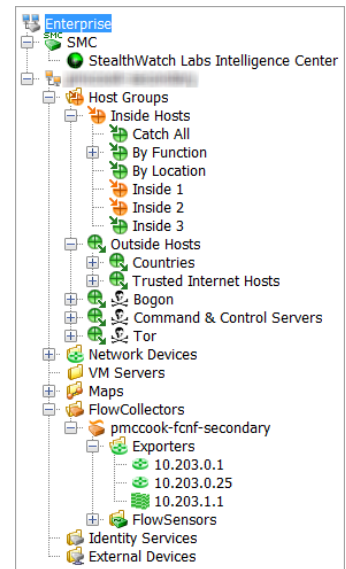 Enterprise
SMC
SMC
StealthWatch Labs Intelligence Center
Host Groups
Inside Hosts
Catch All
By Function
By Location
Inside 1
Inside 2
Inside 3
Outside Hosts
Countries
Trusted Internet Hosts
Bogon
Command & Control Servers
Tor
Network Devices
VM Servers
Maps
FlowCollectors
pmccook-fcnf-secondary
Exporters
10.203.0.1
10.203.0.25
10.203.1.1
FlowSensors
Identity Services
External Devices